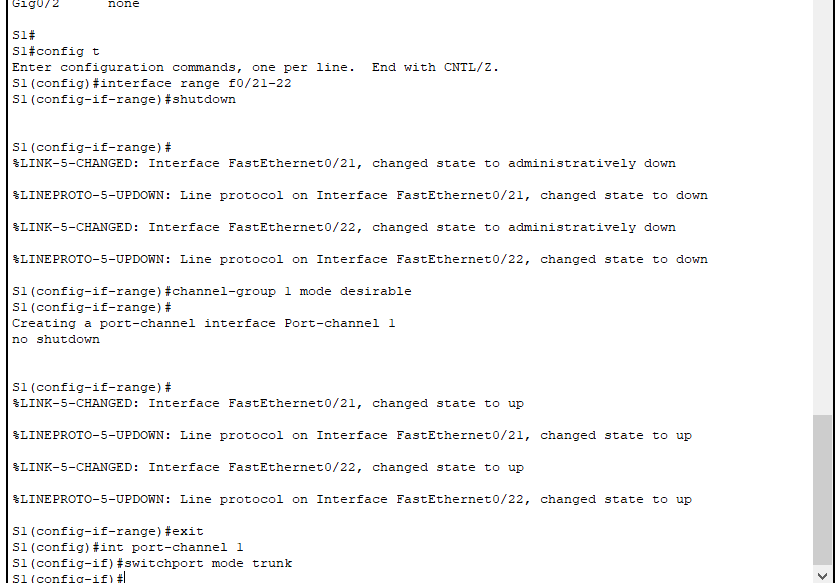 Gig0/2      none
S1#
S1#config t
Enter configuration commands, one per line.  End with CNTL/Z.
S1(config)#interface range f0/21-22
S1(config-if-range)#shutdown
S1(config-if-range)#
%LINK-5-CHANGED: Interface FastEthernet0/21, changed state to administratively down
%LINEPROTO-5-UPDOWN: Line protocol on Interface FastEthernet0/21, changed state to down
%LINK-5-CHANGED: Interface FastEthernet0/22, changed state to administratively down
%LINEPROTO-5-UPDOWN: Line protocol on Interface FastEthernet0/22, changed state to down
S1(config-if-range)#channel-group 1 mode desirable
S1(config-if-range)#
Creating a port-channel interface Port-channel 1
no shutdown
S1(config-if-range)#
%LINK-5-CHANGED: Interface FastEthernet0/21, changed state to up
%LINEPROTO-5-UPDOWN: Line protocol on Interface FastEthernet0/21, changed state to up
%LINK-5-CHANGED: Interface FastEthernet0/22, changed state to up
%LINEPROTO-5-UPDOWN: Line protocol on Interface FastEthernet0/22, changed state to up
S1(config-if-range)#exit
S1(config)#int port-channel 1
S1(config-if)#switchport mode trunk
S1(config-if)#